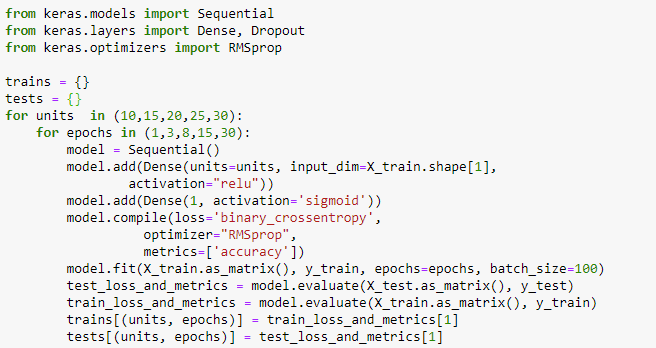 from keras.models import Sequential
from keras.layers import Dense, Dropout
from keras.optimizers import RMSprop

trains = {}
tests = {}
for units  in (10,15,20,25,30):
    for epochs in (1,3,8,15,30):
        model = Sequential()
        model.add(Dense(units=units, input_dim=X_train.shape[1],
                activation="relu"))
        model.add(Dense(1, activation='sigmoid'))
        model.compile(loss='binary_crossentropy',
                  optimizer="RMSprop",
                  metrics=['accuracy'])
        model.fit(X_train.as_matrix(), y_train, epochs=epochs, batch_size=100)
        test_loss_and_metrics = model.evaluate(X_test.as_matrix(), y_test)
        train_loss_and_metrics = model.evaluate(X_train.as_matrix(), y_train)
        trains[(units, epochs)] = train_loss_and_metrics[1]
        tests[(units, epochs)] = test_loss_and_metrics[1]